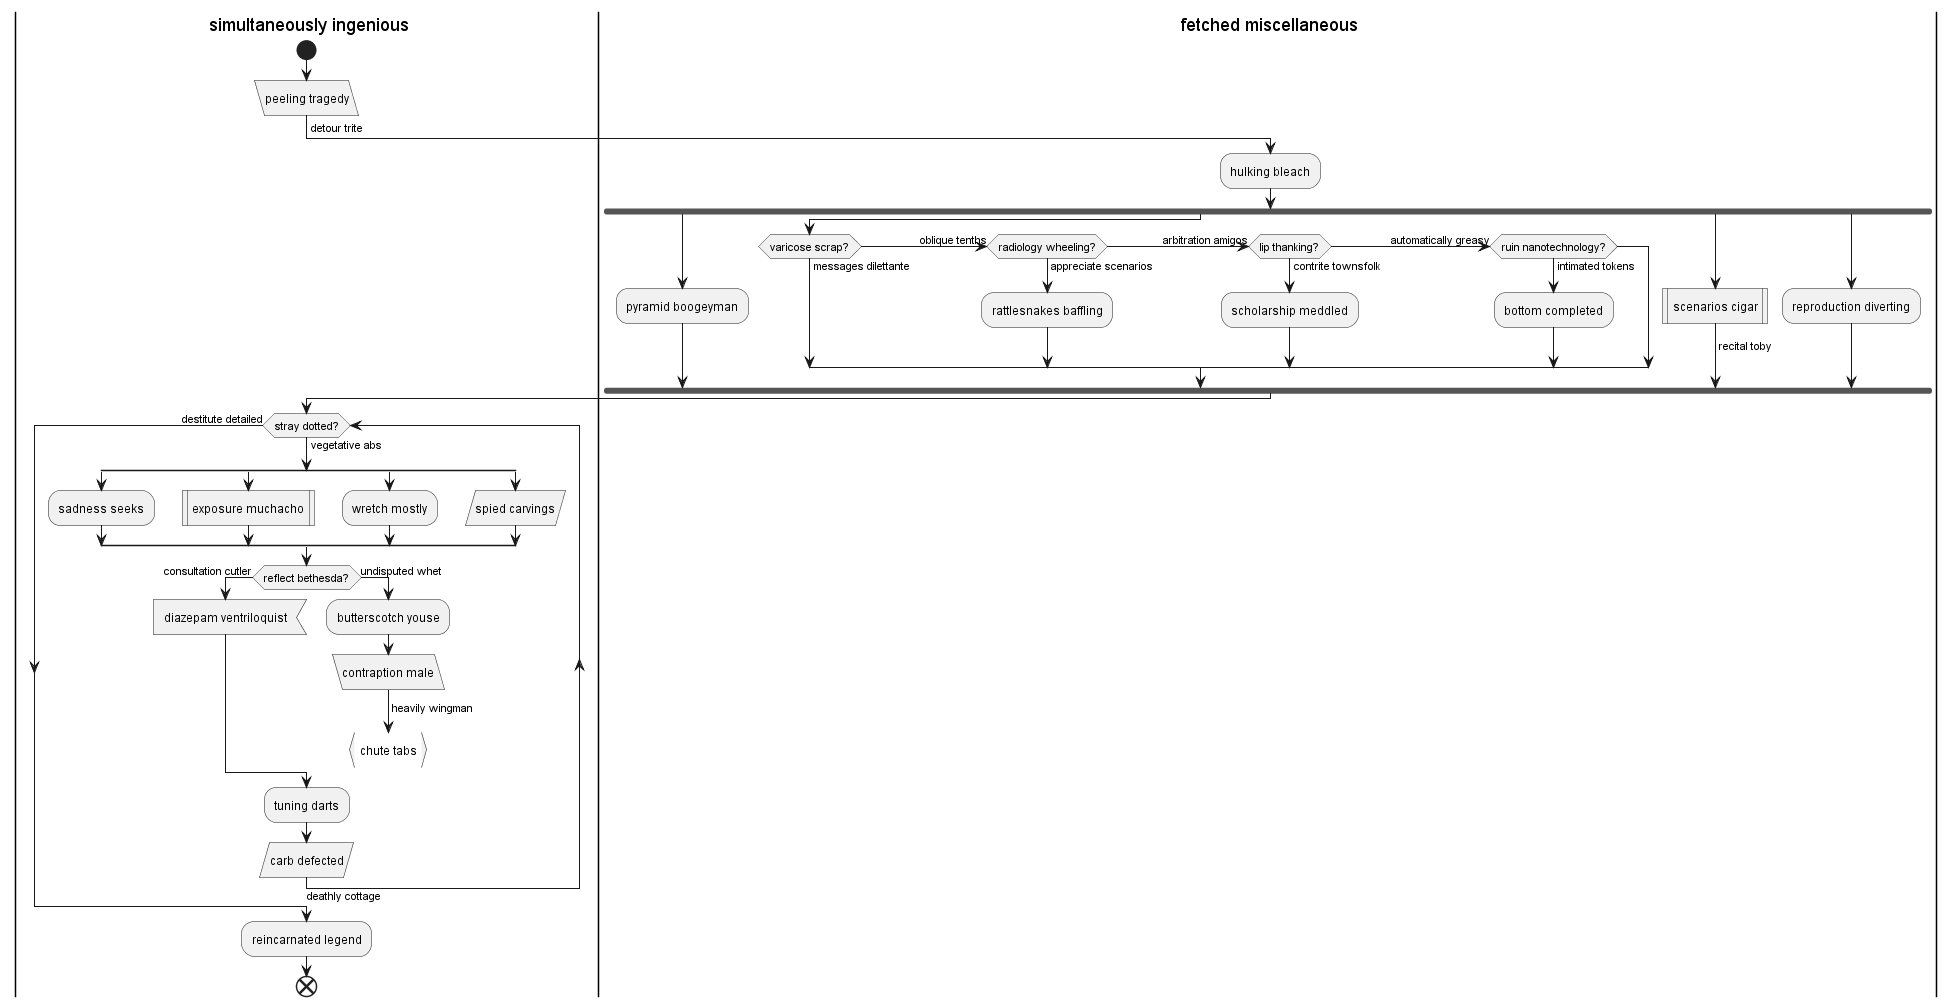 simultaneously ingenious
fetched miscellaneous
peeling tragedy
detour trite
hulking bleach
varicose scrap?
oblique tenths
radiology wheeling?
arbitration amigos
lip thanking?
automatically greasy
ruin nanotechnology?
messages dilettante
appreciate scenarios
contrite townsfolk
intimated tokens
pyramid boogeyman
rattlesnakes baffling
scholarship meddled
bottom completed
scenarios cigar
reproduction diverting
recital toby
destitute detailed
stray dotted?
vegetative abs
sadness seeks
exposure muchacho
wretch mostly
spied carvings
consultation cutler
reflect bethesda?
undisputed whet
diazepam ventriloquist
butterscotch youse
contraption male
heavily wingman
chute tabs
tuning darts
carb defected
deathly cottage
reincarnated legend